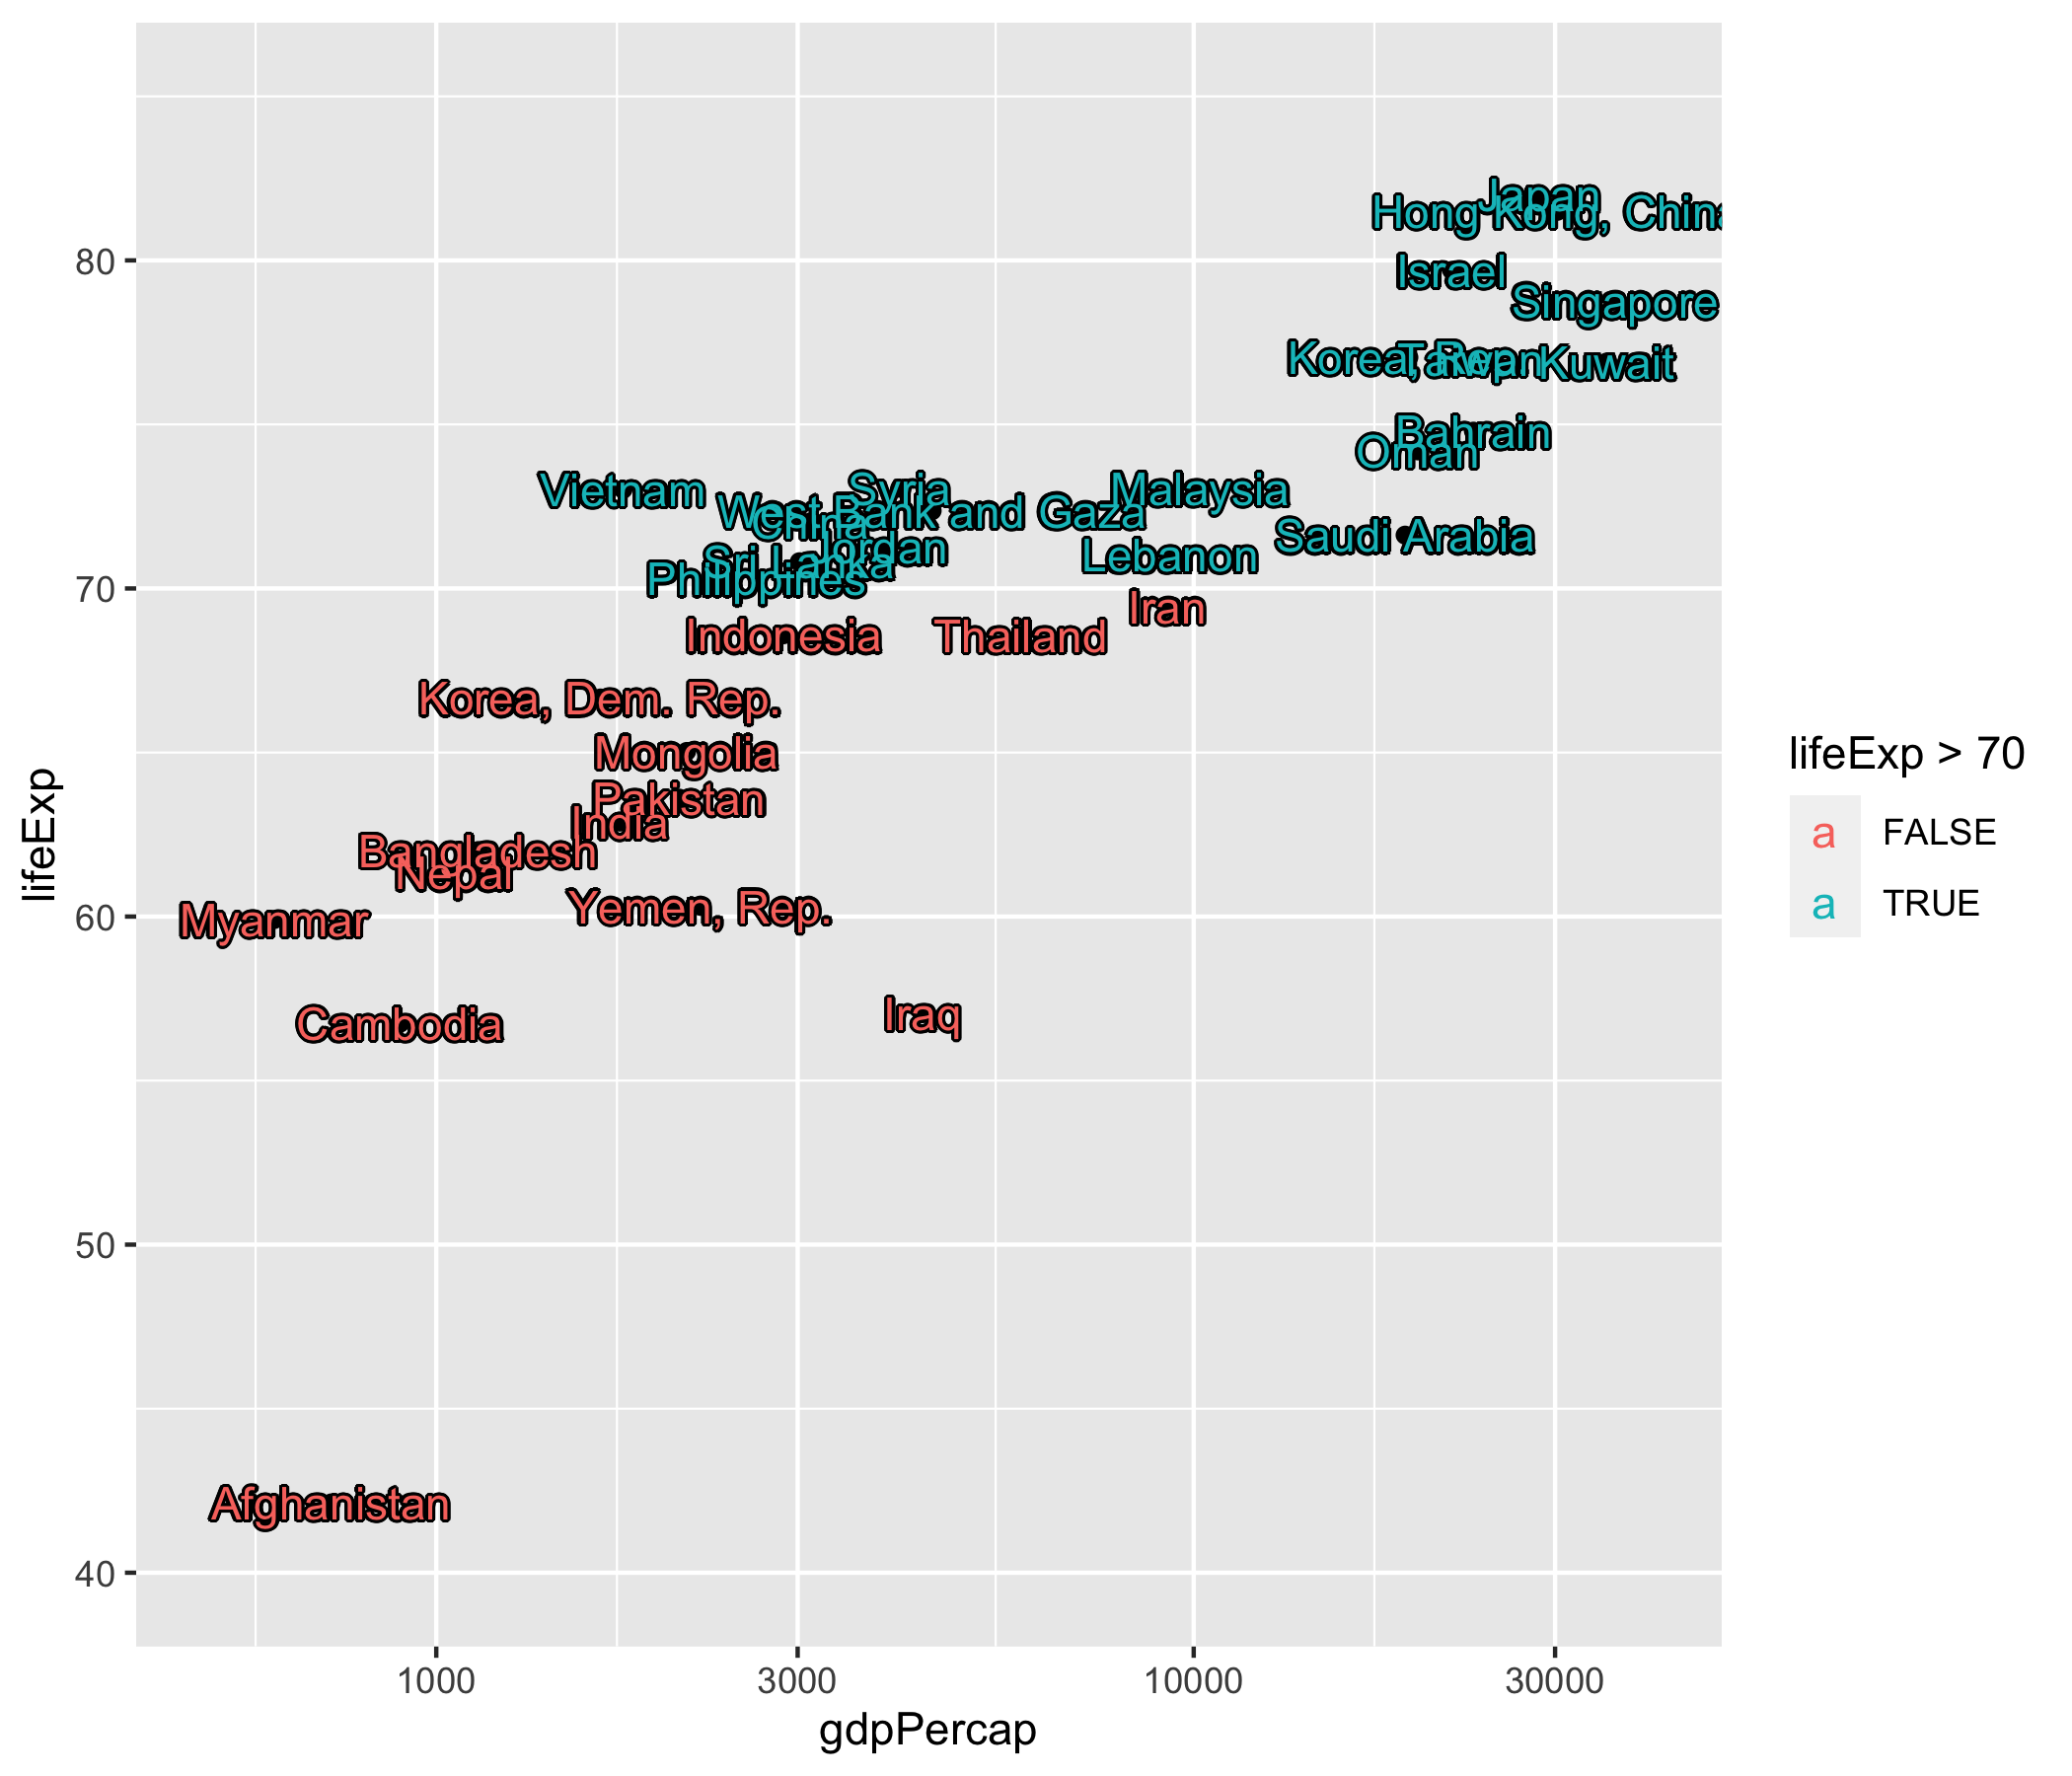 Japan
Hong Kong, China
80
Israel
Singapore
Korea, Rep.
Taiwan
Kuwait
Bahrain
Oman
Vietnam
Syria
Malaysia
West Bank and Gaza
China
Saudi Arabia
Jordan
Lebanon
Sri Lanka
Philippines
70
Iran
Indonesia
Thailand
Korea, Dem. Rep.
Mongolia
Pakistan
India
Bangladesh
Nepal
Yemen, Rep.
60
Myanmar
Cambodia
Iraq
50
Afghanistan
40
lifeExp
1000 3000 10000 30000
gdpPercap
lifeExp > 70
a FALSE
a TRUE